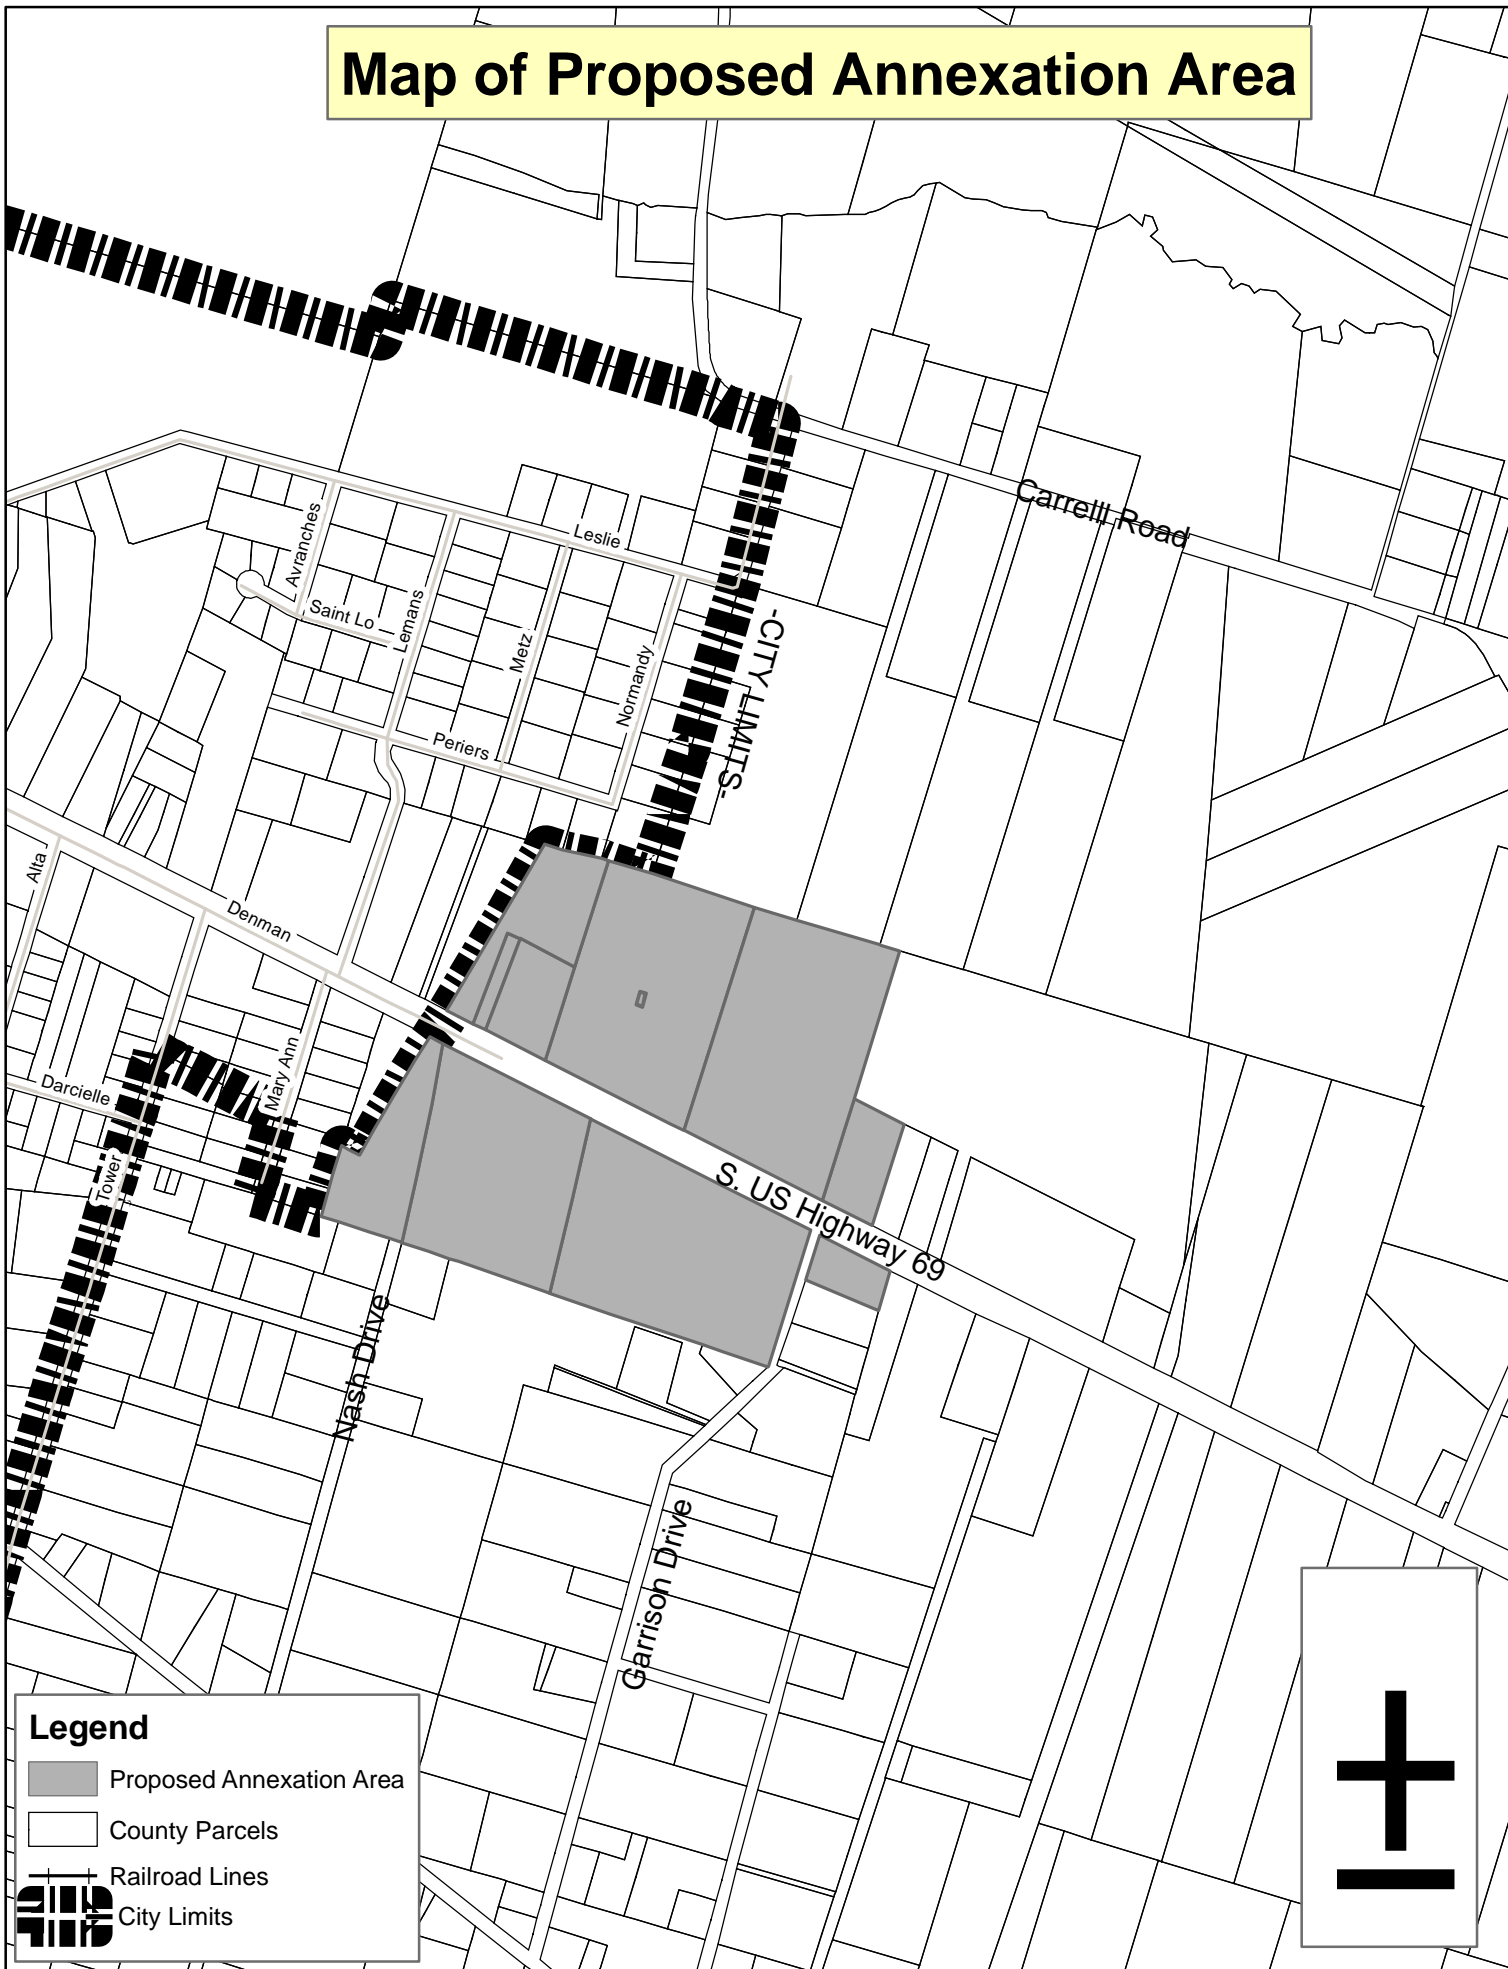 Map of Proposed Annexation Area
Carrelll Road
Leslie
Avranches
Saint Lo
Lemans
Metz
Normandy
-CITY LIMITS-
Periers
Alta
Denman
Mary Ann
Darcielle
Tower
S. US Highway 69
Nash Drive
Garrison Drive
Legend
Proposed Annexation Area
County Parcels
Railroad Lines
City Limits
±